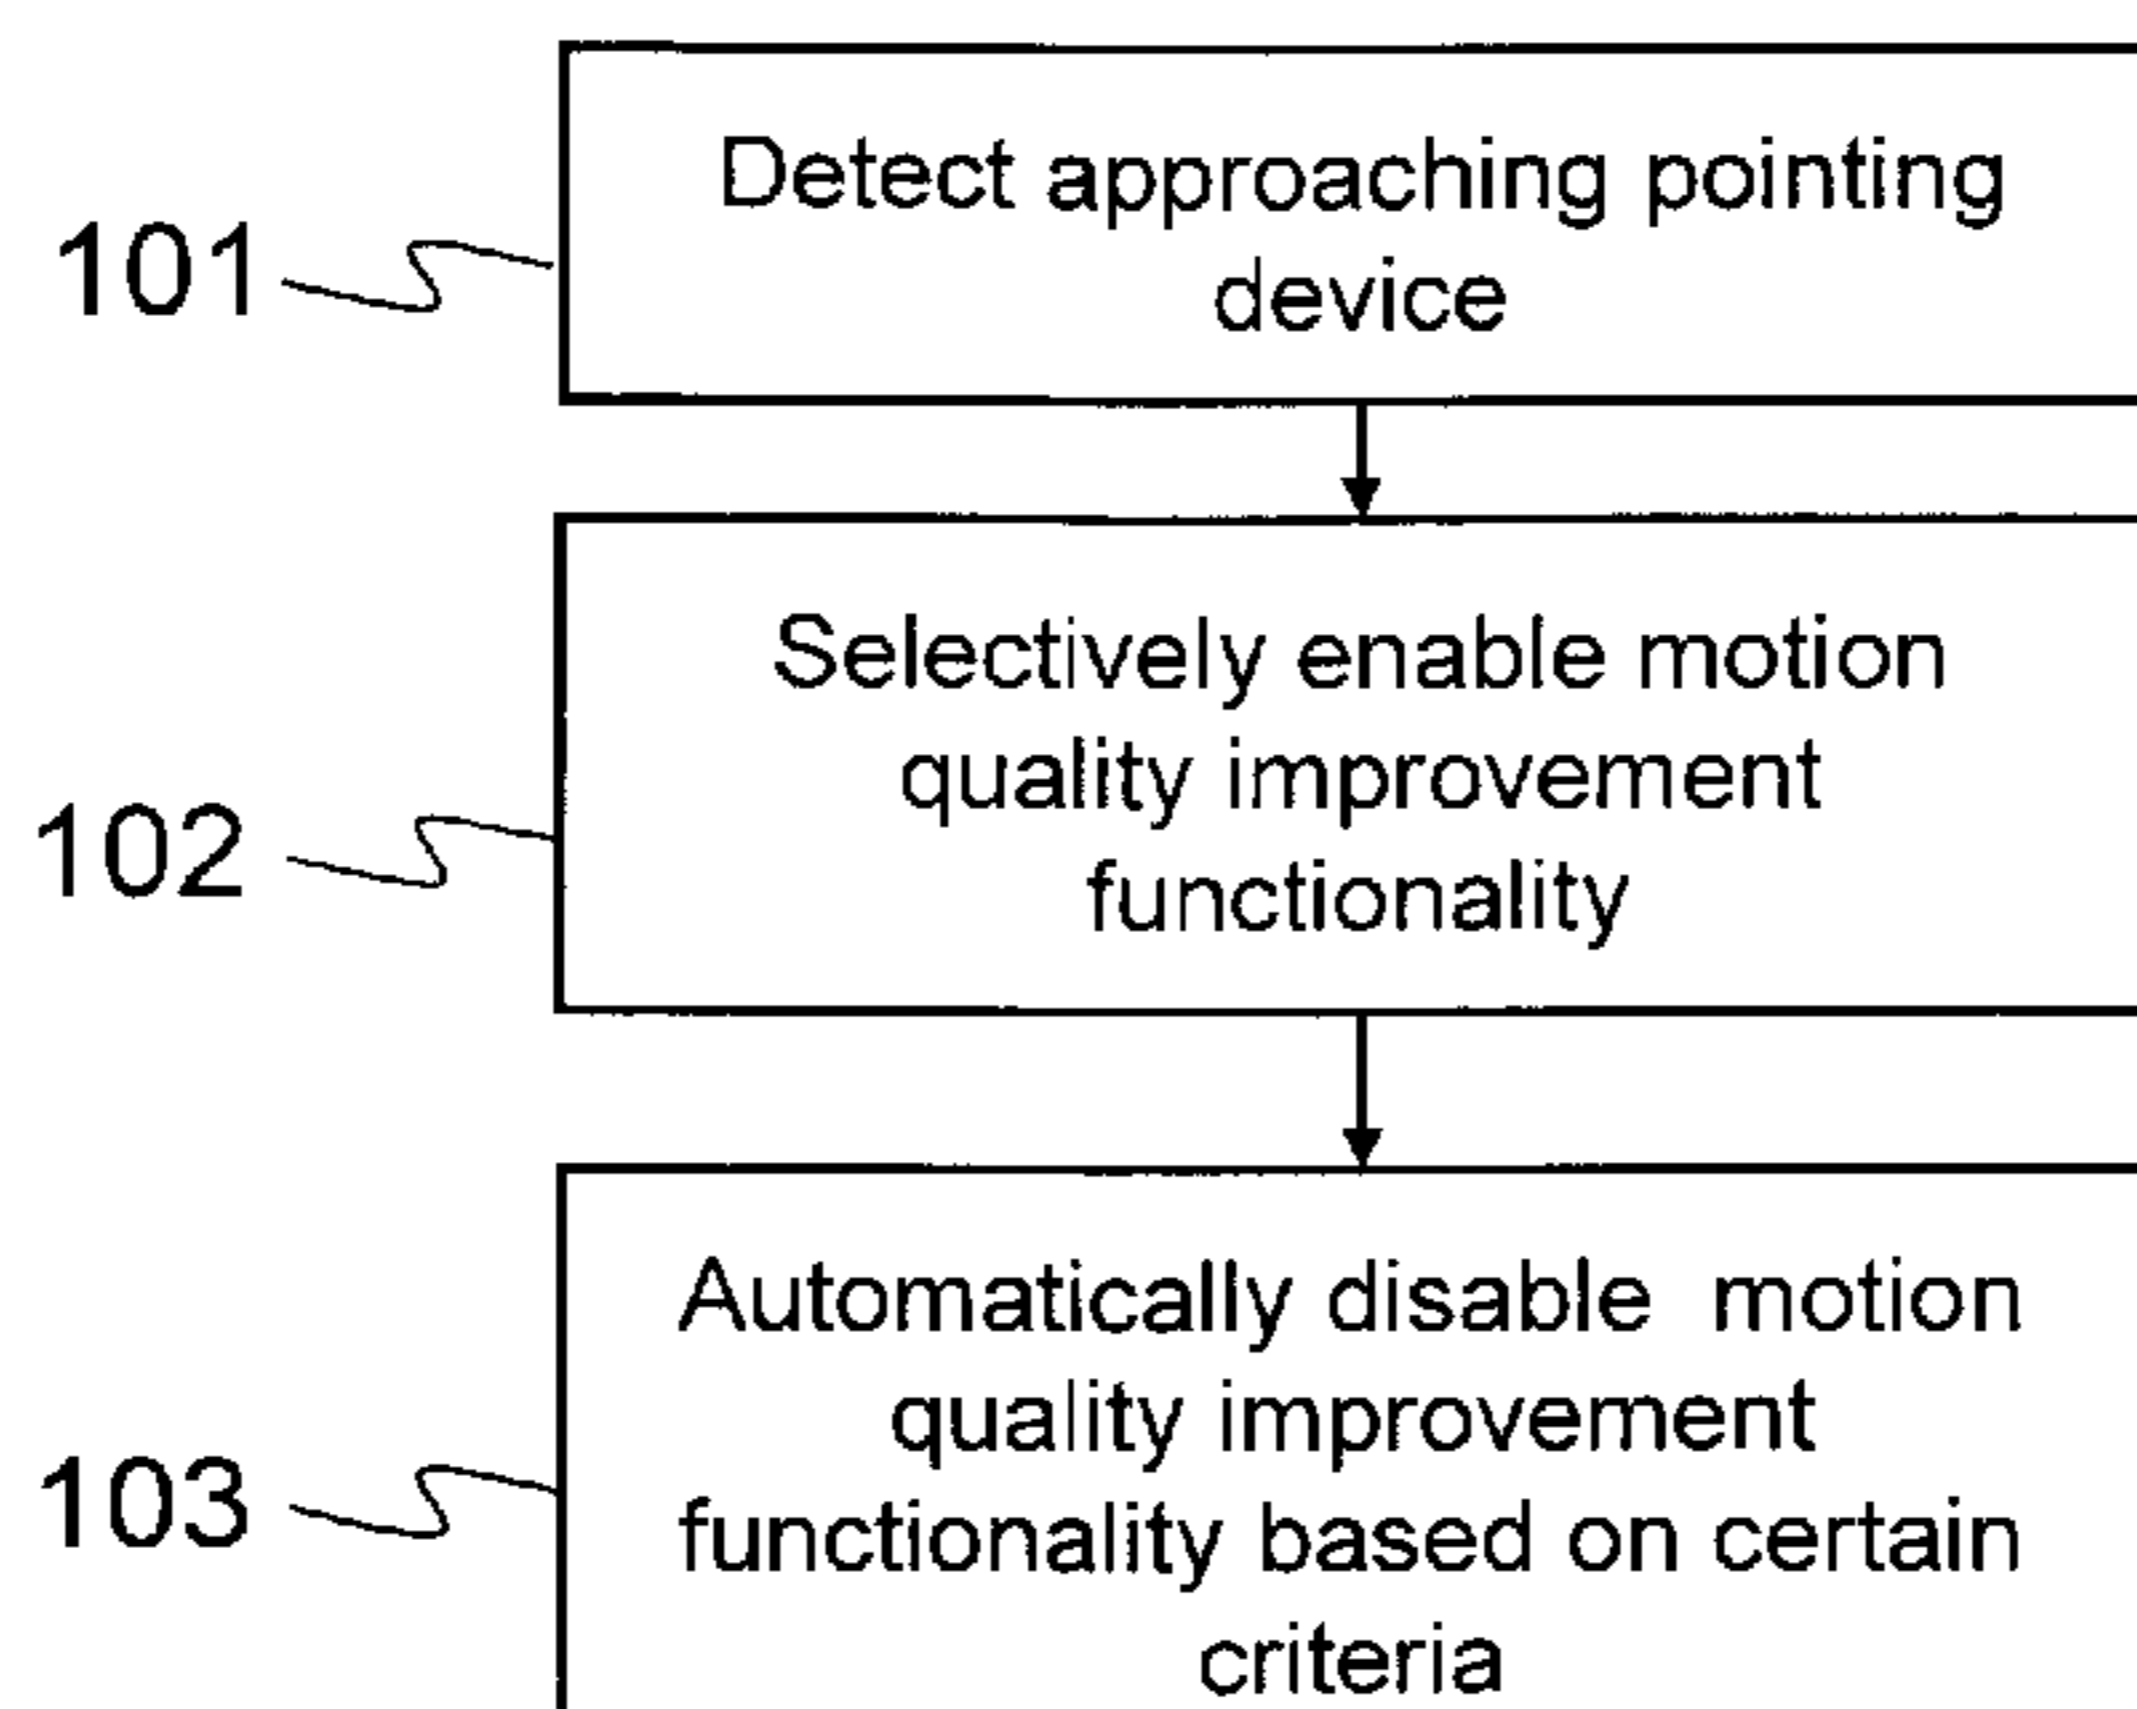 101
Detect approaching pointing
device
102
Selectively enable motion
quality improvement
functionality
103
Automatically disable motion
quality improvement
functionality based on certain
criteria